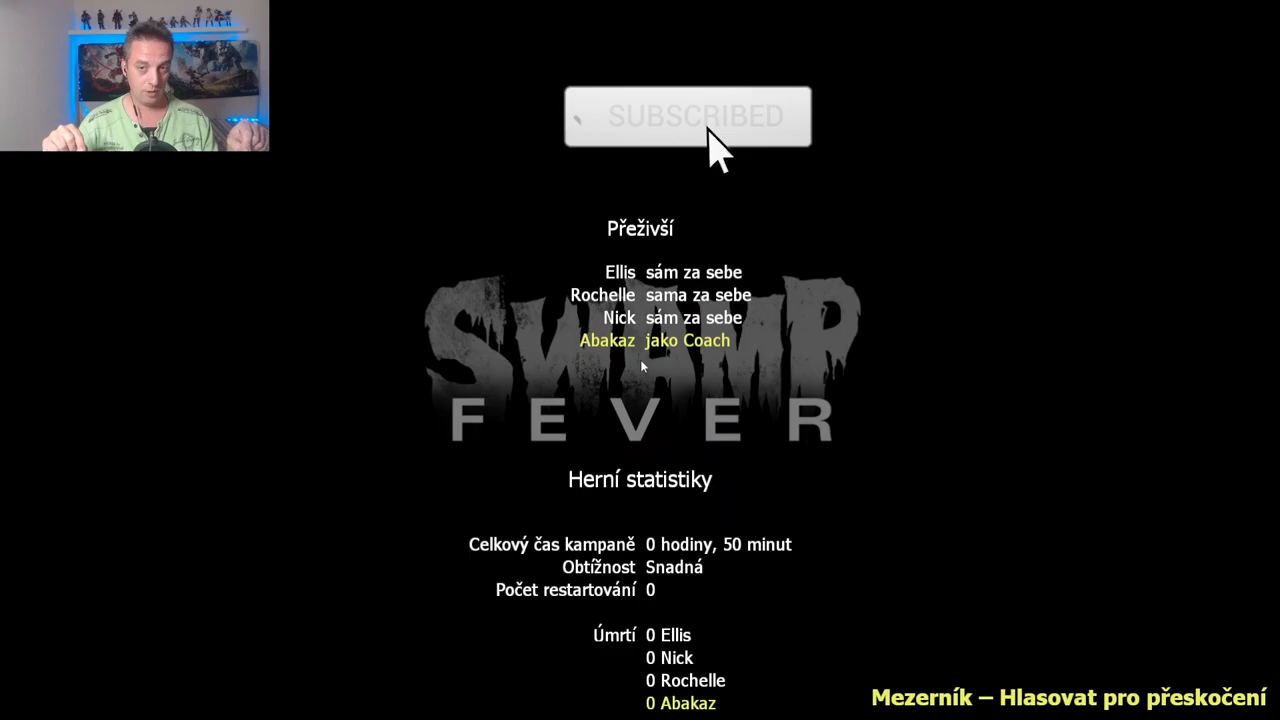 SUBSCRIBED
Přeživší
Ellis sám za sebe
Rochelle sama za sebe
Nick sám za sebe
Abakaz jako Coach
SWAMP
FEVER
Herní statistiky
Celkový čas kampaně 0 hodiny, 50 minut
Obtížnost Snadná
Počet restartování 0
Úmrtí 0 Ellis
0 Nick
0 Rochelle
0 Abakaz
Mezerník – Hlasovat pro přeskočení